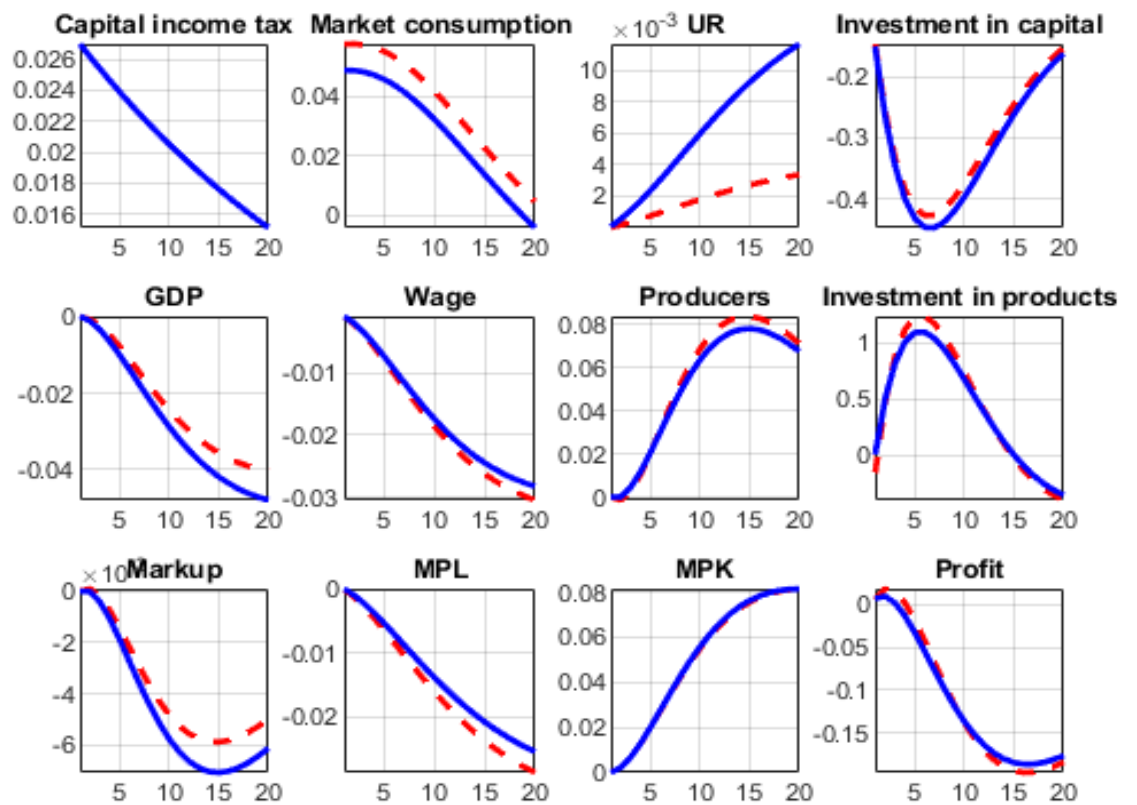 Capital income tax
0.026
0.024
0.022
0.02
0.018
0.016
5 10 15 20
Market consumption
0.04
0.02
0
5 10 15 20
×10⁻³ UR
10
8
6
4
2
5 10 15 20
Investment in capital
-0.2
-0.3
-0.4
5 10 15 20
GDP
0
-0.02
-0.04
5 10 15 20
Wage
-0.01
-0.02
-0.03
5 10 15 20
Producers
0.08
0.06
0.04
0.02
0
5 10 15 20
Investment in products
1
0.5
0
5 10 15 20
×10 Markup
0
-2
-4
-6
5 10 15 20
MPL
0
-0.01
-0.02
5 10 15 20
MPK
0.08
0.06
0.04
0.02
0
5 10 15 20
Profit
0
-0.05
-0.1
-0.15
5 10 15 20